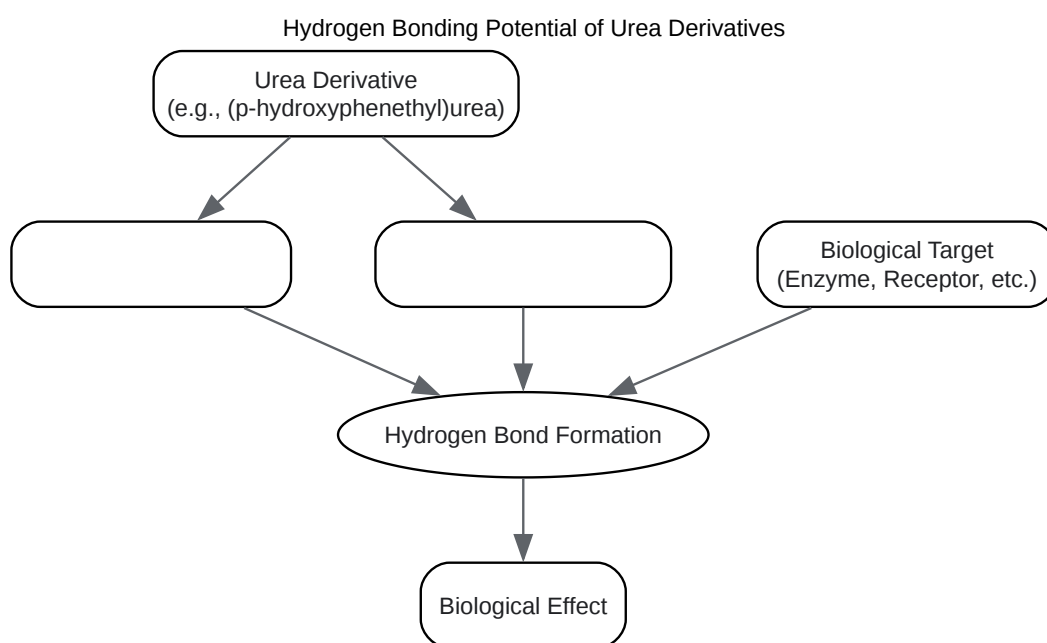 Hydrogen Bonding Potential of Urea Derivatives
Urea Derivative
(e.g., (p-hydroxyphenethyl)urea)
Biological Target
(Enzyme, Receptor, etc.)
Hydrogen Bond Formation
Biological Effect